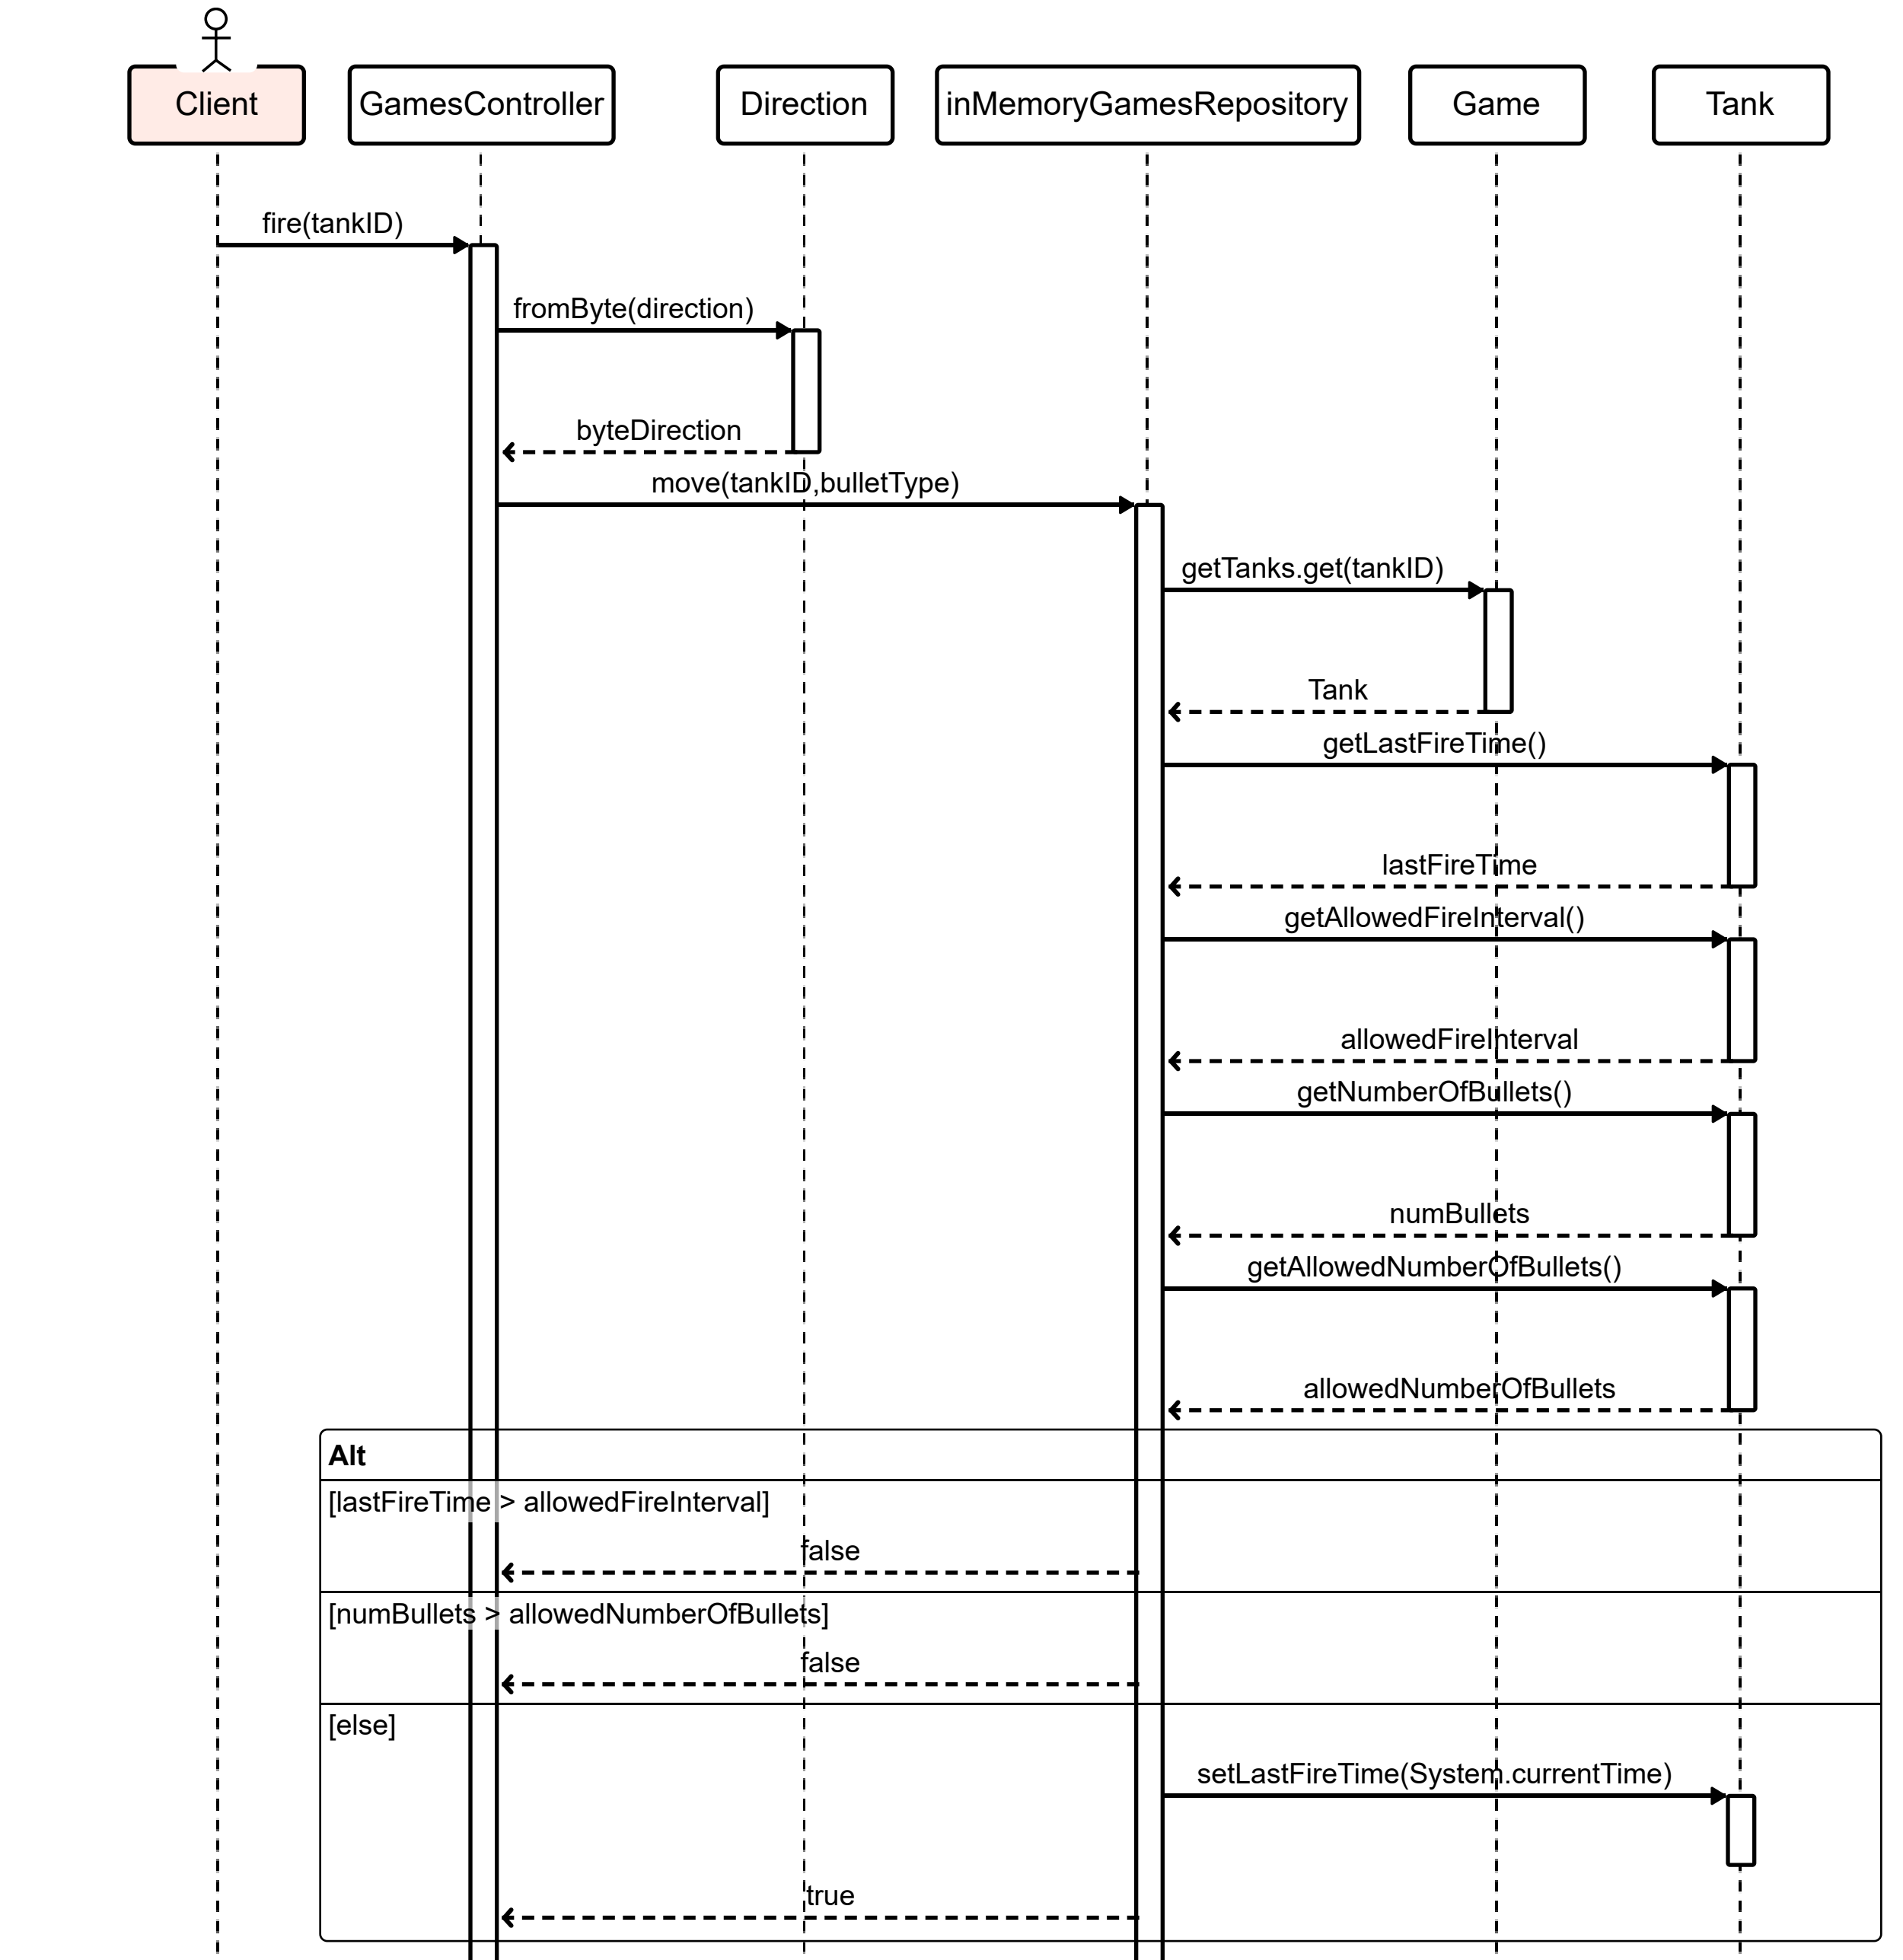 Client
GamesController
Direction
inMemoryGamesRepository
Game
Tank
fire(tankID)
fromByte(direction)
byteDirection
move(tankID,bulletType)
getTanks.get(tankID)
Tank
getLastFireTime()
lastFireTime
getAllowedFireInterval()
allowedFireInterval
getNumberOfBullets()
numBullets
getAllowedNumberOfBullets()
allowedNumberOfBullets
Alt
[lastFireTime > allowedFireInterval]
false
[numBullets > allowedNumberOfBullets]
false
[else]
setLastFireTime(System.currentTime)
true